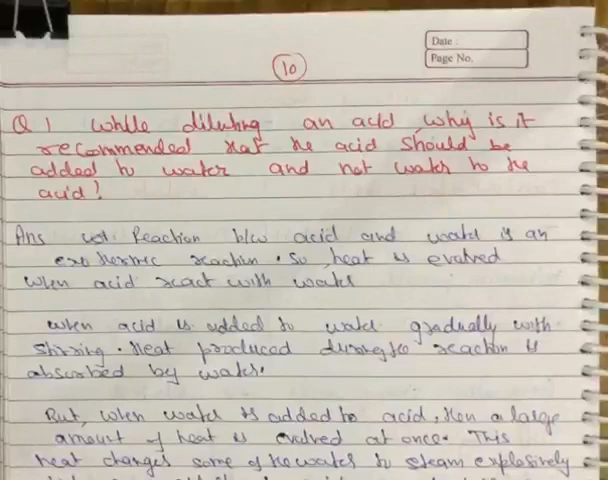 Date :
Page No.
10
Q 1 while diluting an acid, why is it
recommended that the acid should be
added to water and not water to the
acid?
Ans Reaction b/w acid and water is an
exothermic reaction. So, heat is evolved
when acid react with water
when acid is added to water gradually with
stirring. Heat produced during the reaction is
absorbed by water.
But, when water is added to acid, then a large
amount of heat is evolved at once. This
heat changes some of the water to steam explosively